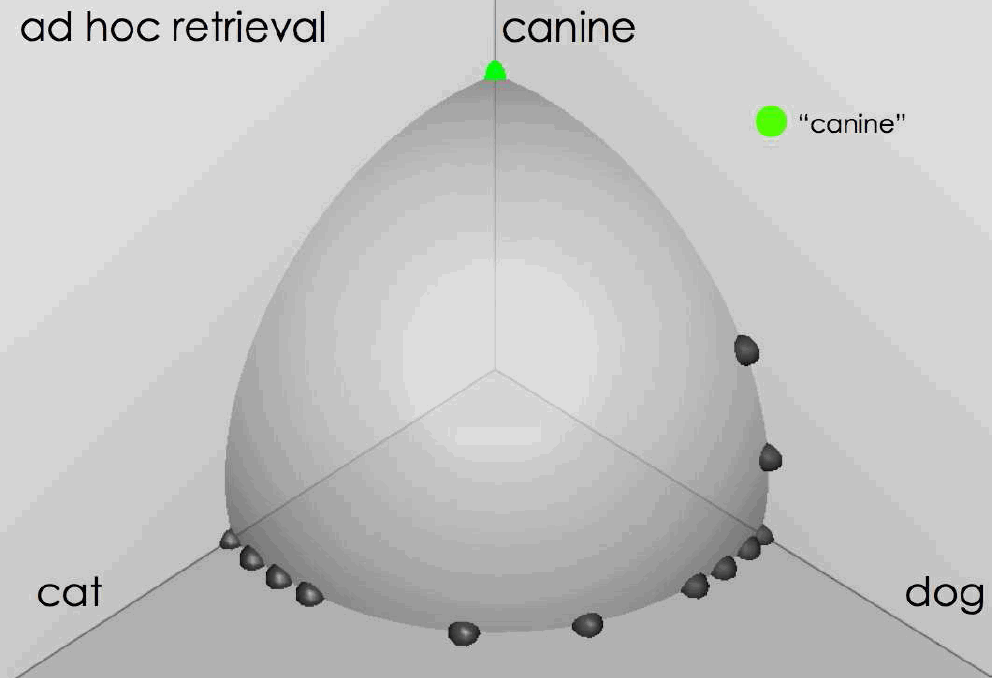 ad hoc retrieval
canine
“canine”
cat
dog